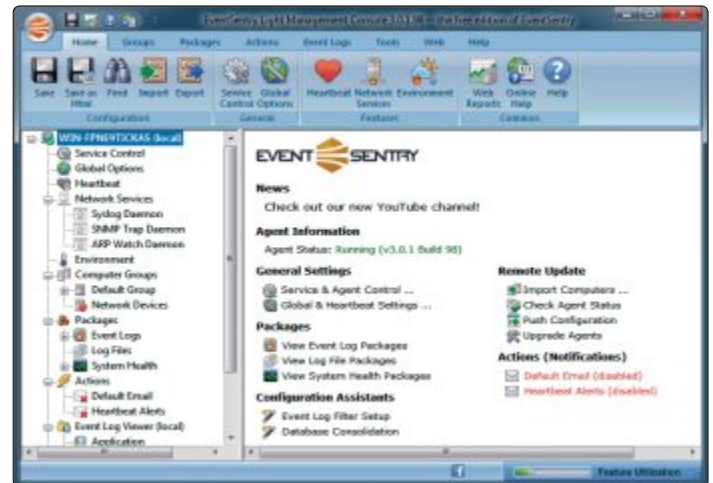 EventSentry Light Management Console 3.0.1.98 - the free edition of EventSentry
Home Groups Packages Actions Event Logs Tools Web Help
Save Save as Html Find Import Export Service Control Global Options Heartbeat Network Services Environment Web Reports Online Help Help
Configuration General Features Common
(local)
Service Control
Global Options
Heartbeat
Network Services
Syslog Daemon
SNMP Trap Daemon
ARP Watch Daemon
Environment
Computer Groups
Default Group
Network Devices
Packages
Event Logs
Log Files
System Health
Actions
Default Email
Heartbeat Alerts
Event Log Viewer (local)
Application
EVENT SENTRY
News
Check out our new YouTube channel!
Agent Information
Agent Status: Running (v3.0.1 Build 98)
General Settings
Service & Agent Control ...
Global & Heartbeat Settings ...
Packages
View Event Log Packages
View Log File Packages
View System Health Packages
Configuration Assistants
Event Log Filter Setup
Database Consolidation
Remote Update
Import Computers ...
Check Agent Status
Push Configuration
Upgrade Agents
Actions (Notifications)
Default Email (disabled)
Heartbeat Alerts (disabled)
Feature Utilization